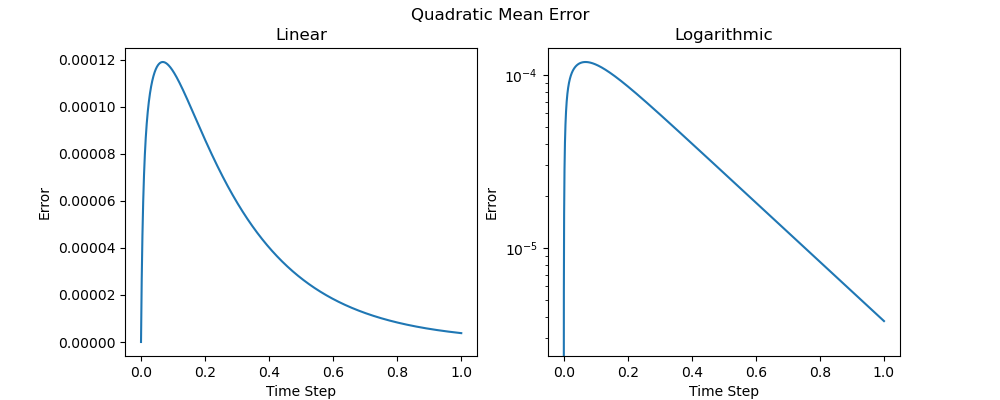 Quadratic Mean Error
Linear
Error
0.00012
0.00010
0.00008
0.00006
0.00004
0.00002
0.00000
0.0 0.2 0.4 0.6 0.8 1.0
Time Step
Logarithmic
Error
10⁻⁴
10⁻⁵
0.0 0.2 0.4 0.6 0.8 1.0
Time Step